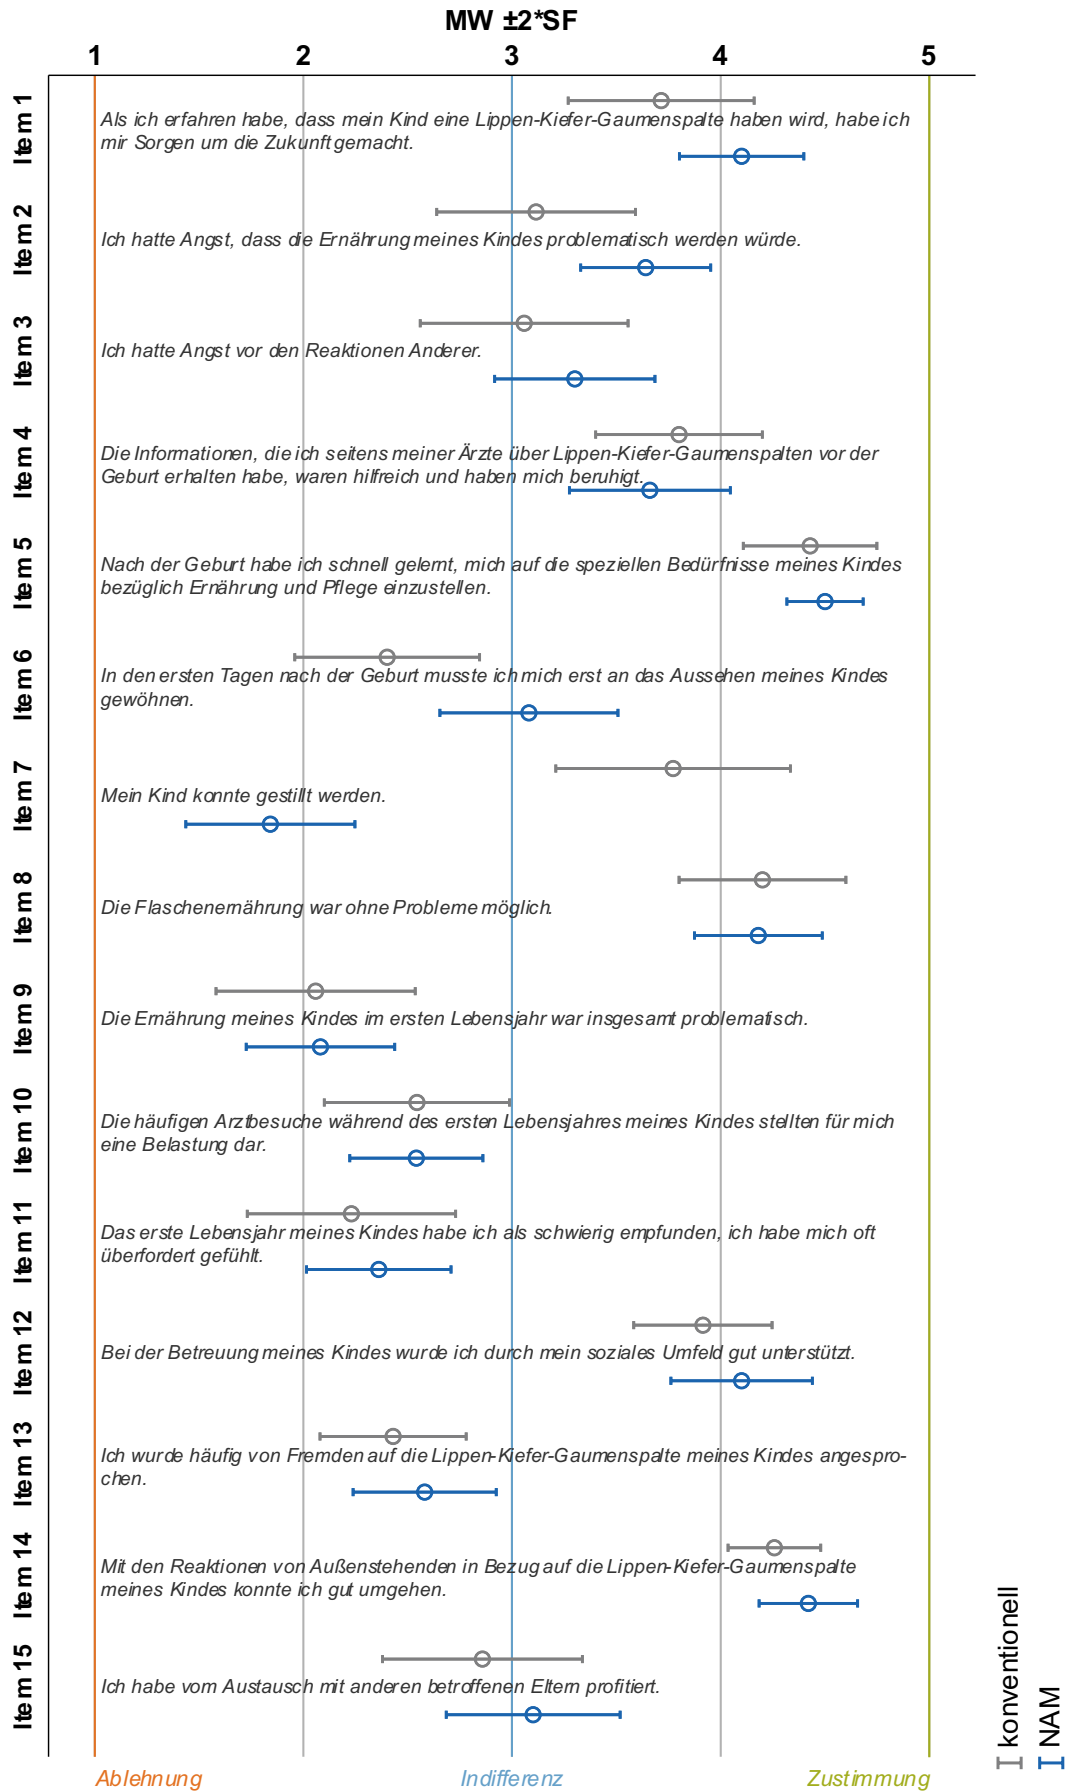 MW ±2*SF
1 2 3 4 5
Item 1
Als ich erfahren habe, dass mein Kind eine Lippen-Kiefer-Gaumenspalte haben wird, habe ich
mir Sorgen um die Zukunft gemacht.
Item 2
Ich hatte Angst, dass die Ernährung meines Kindes problematisch werden würde.
Item 3
Ich hatte Angst vor den Reaktionen Anderer.
Item 4
Die Informationen, die ich seitens meiner Ärzte über Lippen-Kiefer-Gaumenspalten vor der
Geburt erhalten habe, waren hilfreich und haben mich beruhigt.
Item 5
Nach der Geburt habe ich schnell gelernt, mich auf die speziellen Bedürfnisse meines Kindes
bezüglich Ernährung und Pflege einzustellen.
Item 6
In den ersten Tagen nach der Geburt musste ich mich erst an das Aussehen meines Kindes
gewöhnen.
Item 7
Mein Kind konnte gestillt werden.
Item 8
Die Flaschenernährung war ohne Probleme möglich.
Item 9
Die Ernährung meines Kindes im ersten Lebensjahr war insgesamt problematisch.
Item 10
Die häufigen Arztbesuche während des ersten Lebensjahres meines Kindes stellten für mich
eine Belastung dar.
Item 11
Das erste Lebensjahr meines Kindes habe ich als schwierig empfunden, ich habe mich oft
überfordert gefühlt.
Item 12
Bei der Betreuung meines Kindes wurde ich durch mein soziales Umfeld gut unterstützt.
Item 13
Ich wurde häufig von Fremden auf die Lippen-Kiefer-Gaumenspalte meines Kindes angespro-
chen.
Item 14
Mit den Reaktionen von Außenstehenden in Bezug auf die Lippen-Kiefer-Gaumenspalte
meines Kindes konnte ich gut umgehen.
Item 15
Ich habe vom Austausch mit anderen betroffenen Eltern profitiert.
Ablehnung Indifferenz Zustimmung
konventionell
NAM